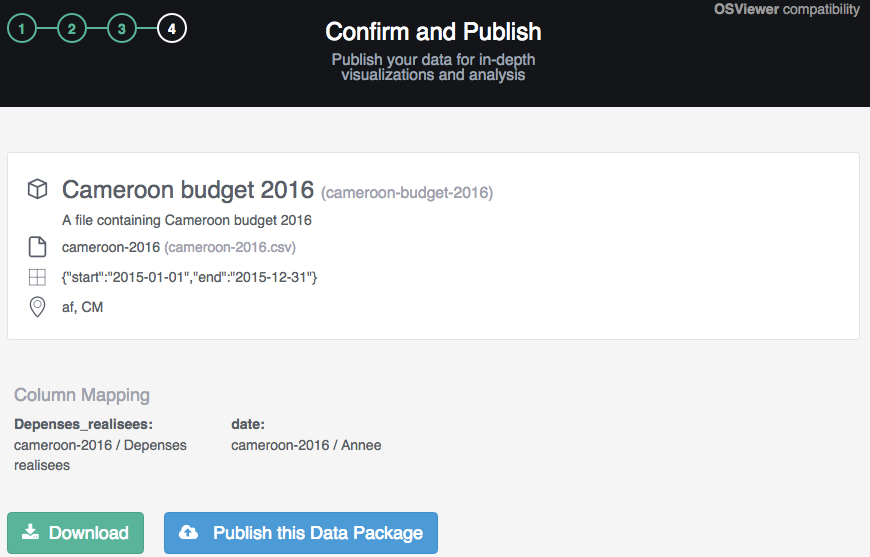 1 2 3 4
Confirm and Publish
OSViewer compatibility
Publish your data for in-depth
visualizations and analysis
Cameroon budget 2016 (cameroon-budget-2016)
A file containing Cameroon budget 2016
cameroon-2016 (cameroon-2016.csv)
{"start":"2015-01-01","end":"2015-12-31"}
af, CM
Column Mapping
Depenses_realisees: date:
cameroon-2016 / Depenses cameroon-2016 / Annee
realisees
Download Publish this Data Package